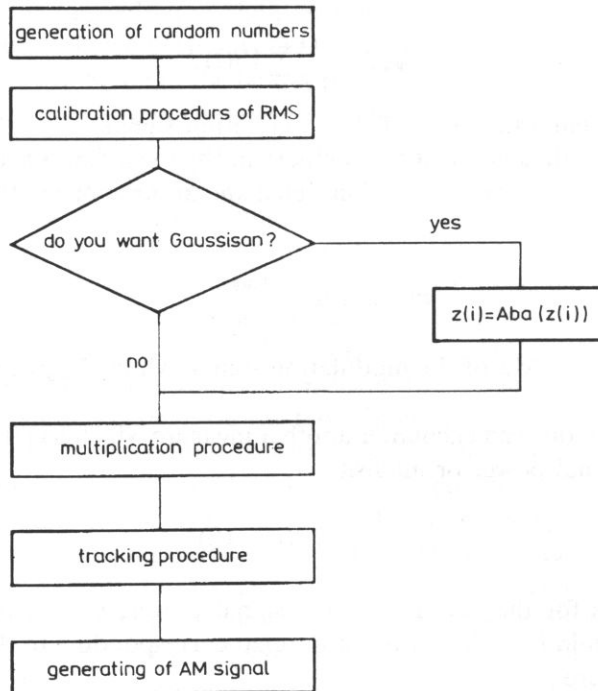 generation of random numbers
calibration procedurs of RMS
do you want Gaussisan?
yes
z(i)=Aba(z(i))
no
multiplication procedure
tracking procedure
generating of AM signal